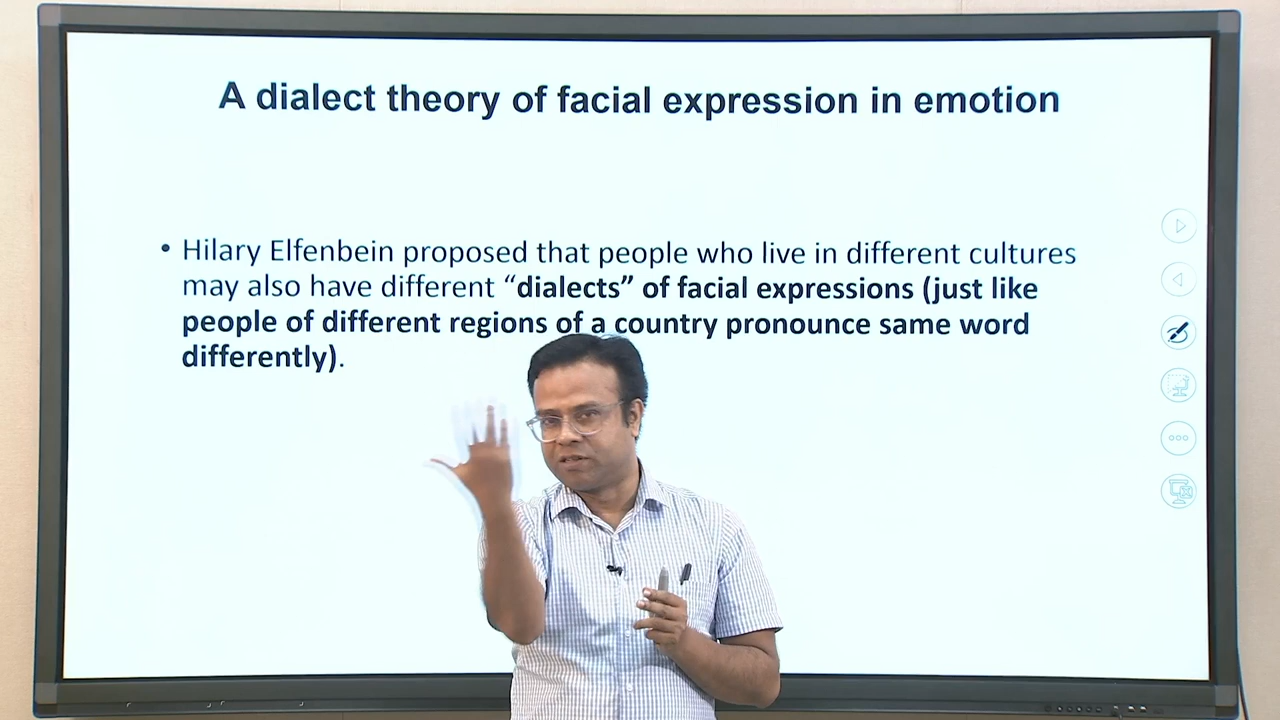 A dialect theory of facial expression in emotion
• Hilary Elfenbein proposed that people who live in different cultures
may also have different “dialects” of facial expressions (just like
people of different regions of a country pronounce same word
differently).